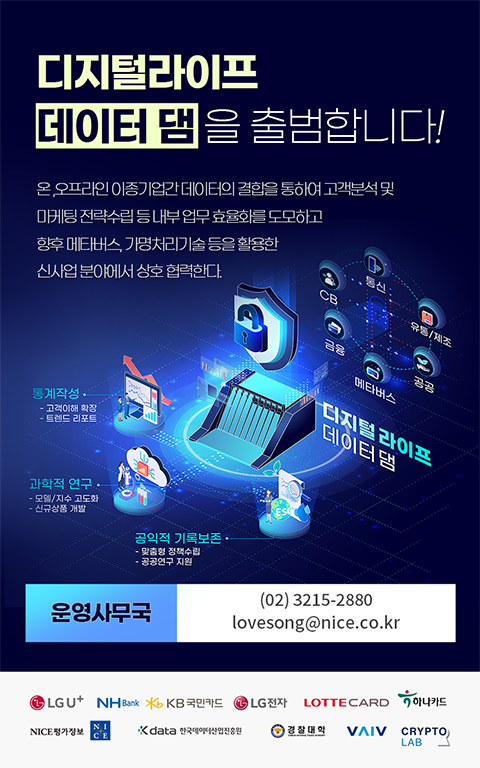 디지털라이프
데이터 댐을 출범합니다!
온,오프라인 이종기업간 데이터의 결합을 통하여 고객분석 및
마케팅 전략수립 등 내부 업무 효율화를 도모하고
향후 메타버스, 가명처리기술 등을 활용한
신사업 분야에서 상호 협력한다.
통신
CB
유통/제조
금융
공공
메타버스
디지털 라이프
데이터 댐
통계작성
- 고객이해 확장
- 트렌드 리포트
과학적 연구
- 모델/지수 고도화
- 신규상품 개발
ESG
공익적 기록보존
- 맞춤형 정책수립
- 공공연구 지원
운영사무국
(02) 3215-2880
lovesong@nice.co.kr
LG U+ NH Bank KB국민카드 LG전자 LOTTECARD 하나카드
NICE평가정보 NICE Kdata 한국데이터산업진흥원 경찰대학 VAIV CRYPTO
LAB